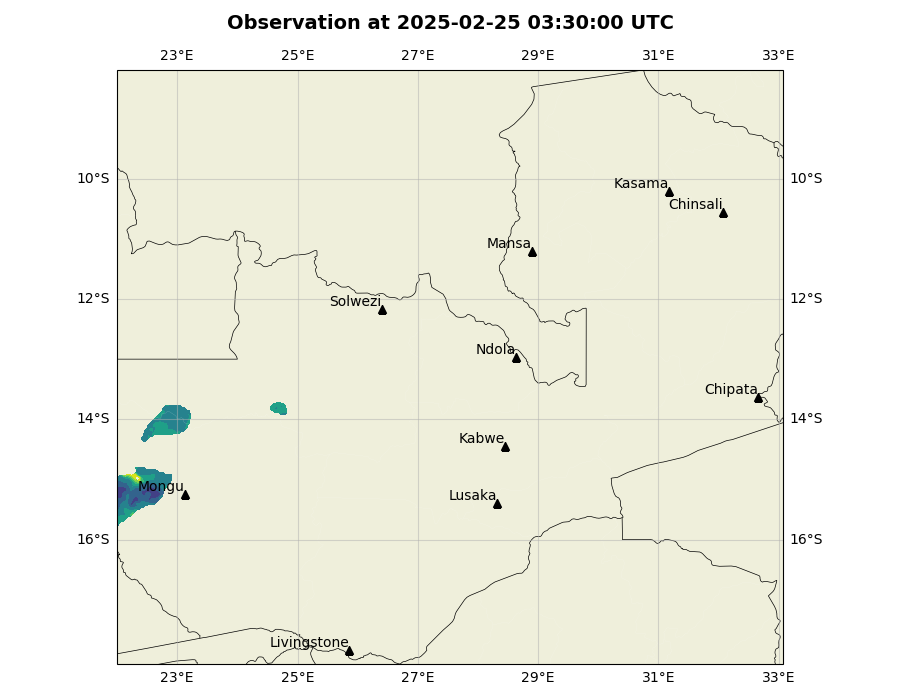 Observation at 2025-02-25 03:30:00 UTC
23°E 25°E 27°E 29°E 31°E 33°E
10°S 10°S
Kasama
Chinsali
Mansa
12°S 12°S
Solwezi
Ndola
Chipata
14°S 14°S
Kabwe
Mongu
Lusaka
16°S 16°S
Livingstone
23°E 25°E 27°E 29°E 31°E 33°E